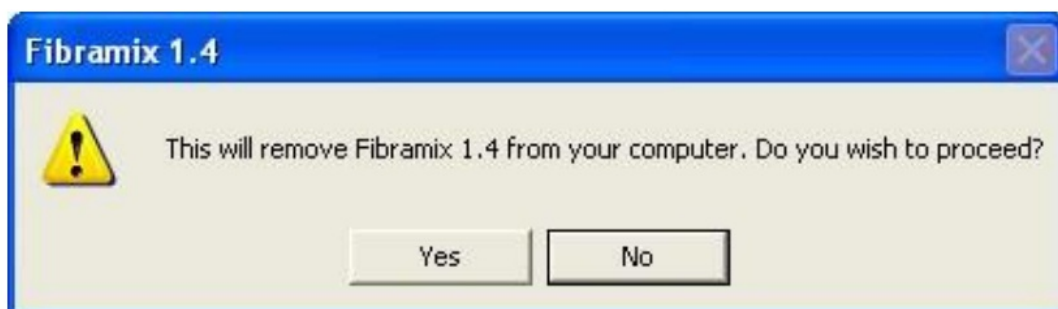 Fibramix 1.4
This will remove Fibramix 1.4 from your computer. Do you wish to proceed?
Yes
No